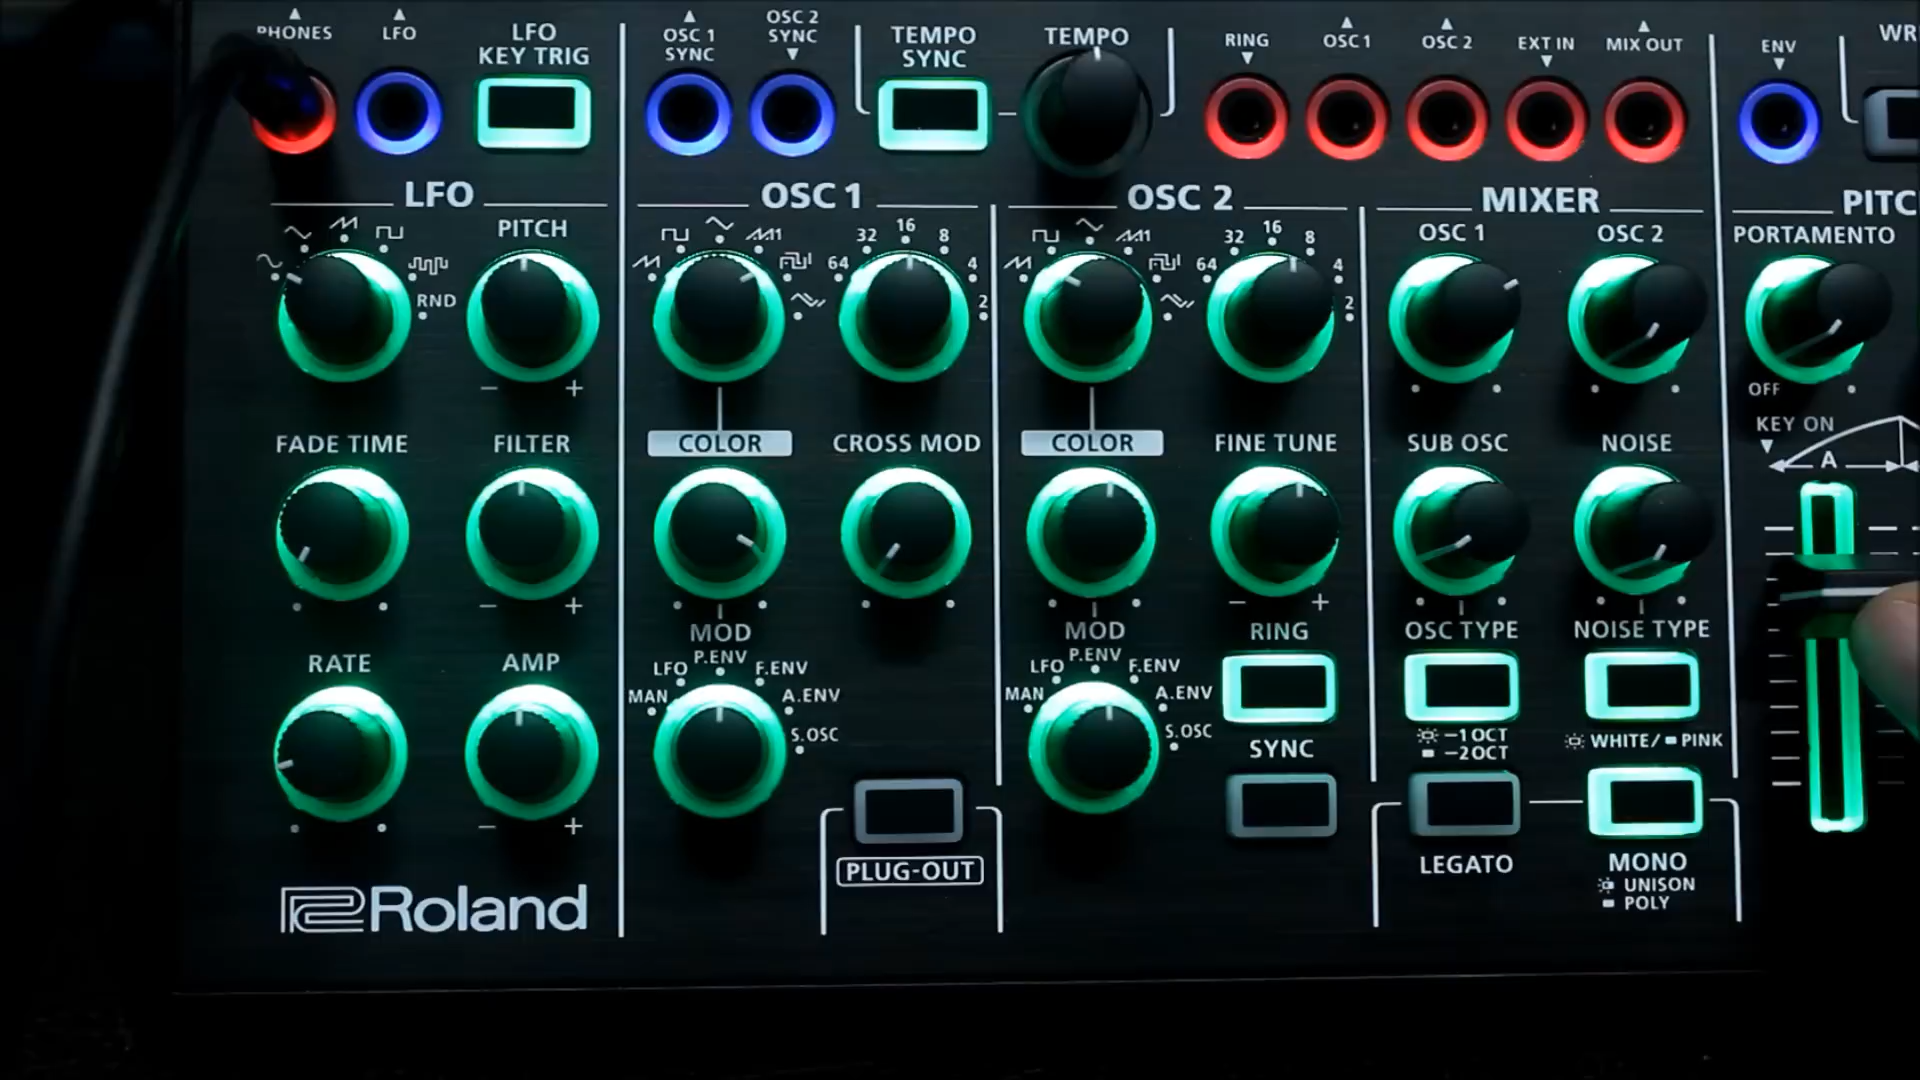 PHONES
LFO
LFO
KEY TRIG
OSC 1
SYNC
OSC 2
SYNC
TEMPO
SYNC
TEMPO
RING
OSC 1
OSC 2
EXT IN
MIX OUT
ENV
LFO
OSC 1
OSC 2
MIXER
PITCH
RND
32
16
8
64
4
2
32
16
8
64
4
2
OSC 1
OSC 2
PORTAMENTO
OFF
- +
FADE TIME
FILTER
COLOR
CROSS MOD
COLOR
FINE TUNE
SUB OSC
NOISE
KEY ON
A
- +
- +
MOD
LFO
P.ENV
F.ENV
MAN
A.ENV
S.OSC
MOD
LFO
P.ENV
F.ENV
MAN
A.ENV
S.OSC
RING
OSC TYPE
NOISE TYPE
RATE
AMP
- +
SYNC
-1 OCT
-2 OCT
WHITE/ PINK
PLUG-OUT
LEGATO
MONO
UNISON
POLY
Roland